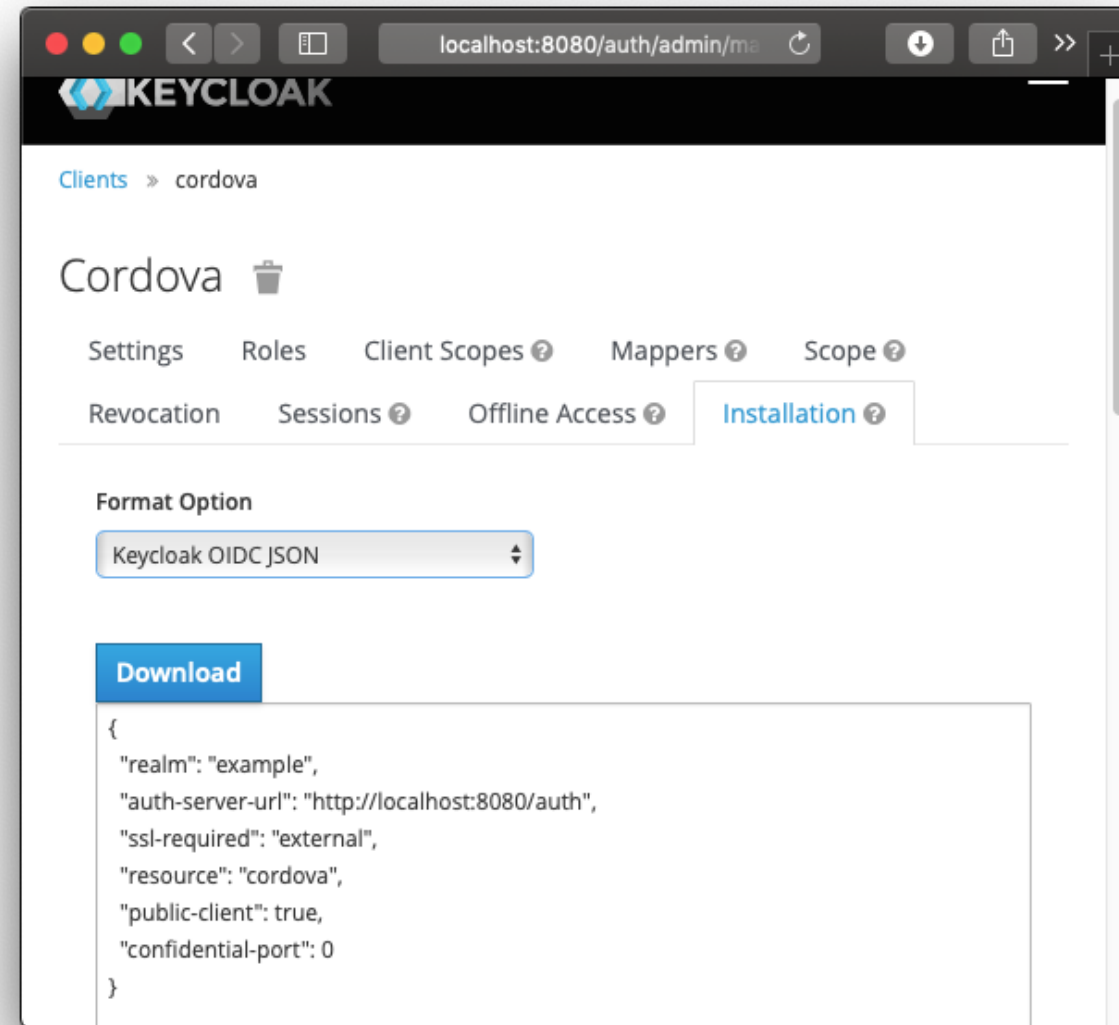 localhost:8080/auth/admin/ma
KEYCLOAK
Clients » cordova
Cordova
Settings Roles Client Scopes Mappers Scope
Revocation Sessions Offline Access Installation
Format Option
Keycloak OIDC JSON
Download
{
"realm": "example",
"auth-server-url": "http://localhost:8080/auth",
"ssl-required": "external",
"resource": "cordova",
"public-client": true,
"confidential-port": 0
}